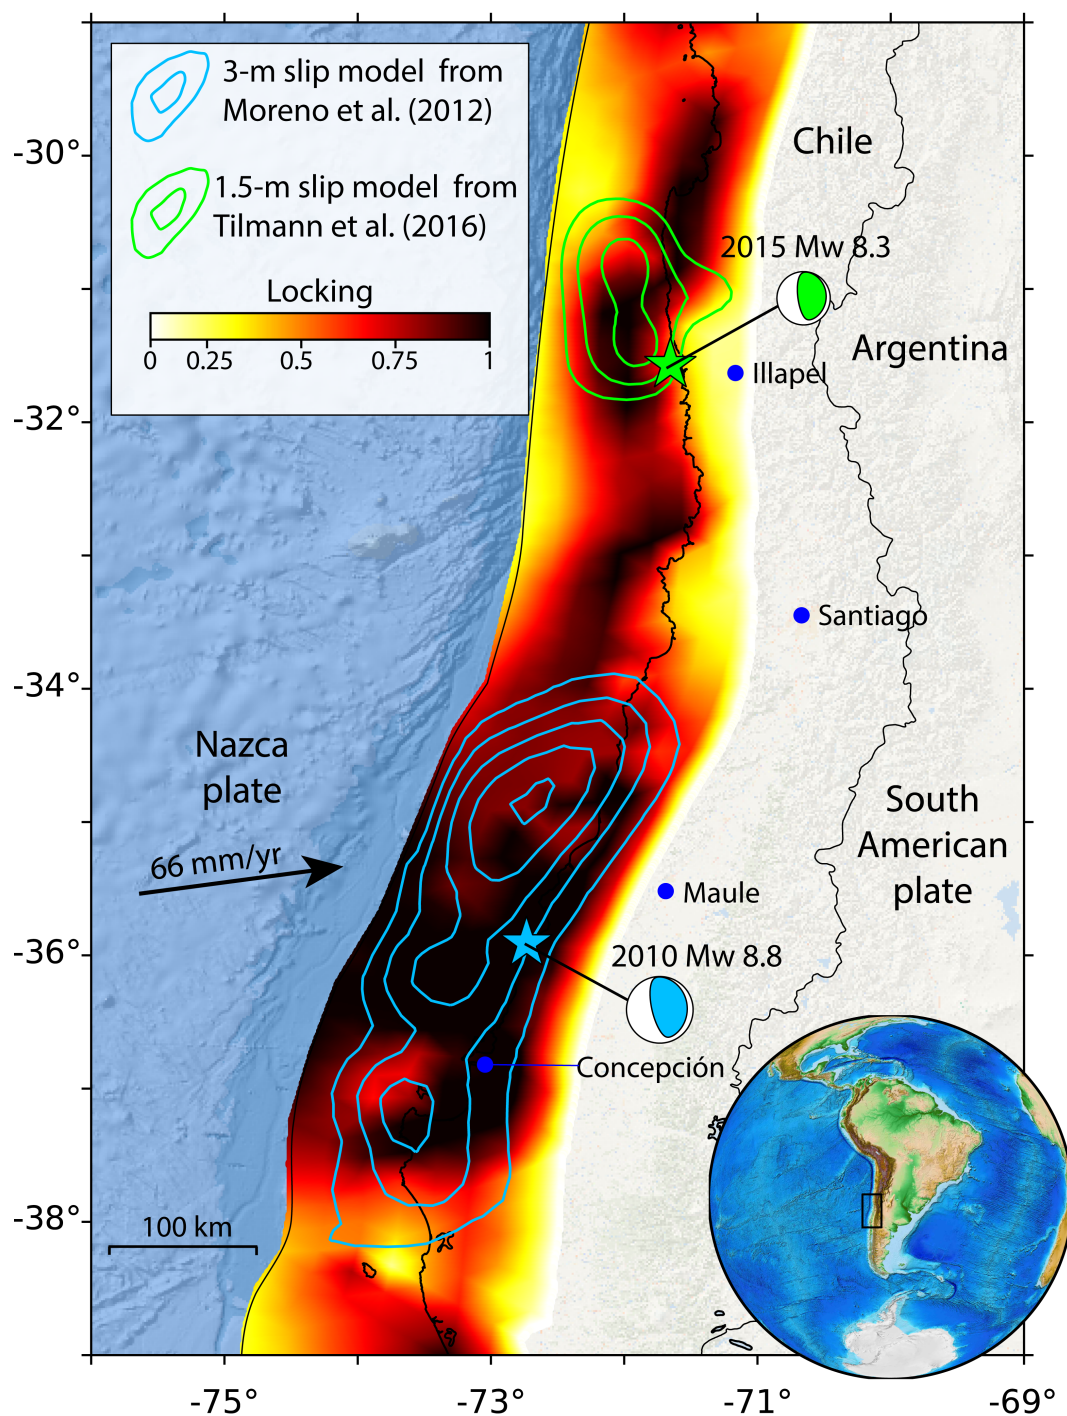 3-m slip model  from
Moreno et al. (2012)
1.5-m slip model  from
Tilmann et al. (2016)
Locking
0 0.25 0.5 0.75 1
Chile
2015 Mw 8.3
Argentina
Illapel
Santiago
Nazca
plate
66 mm/yr
South
American
plate
Maule
2010 Mw 8.8
Concepción
100 km
-30°
-32°
-34°
-36°
-38°
-75° -73° -71° -69°